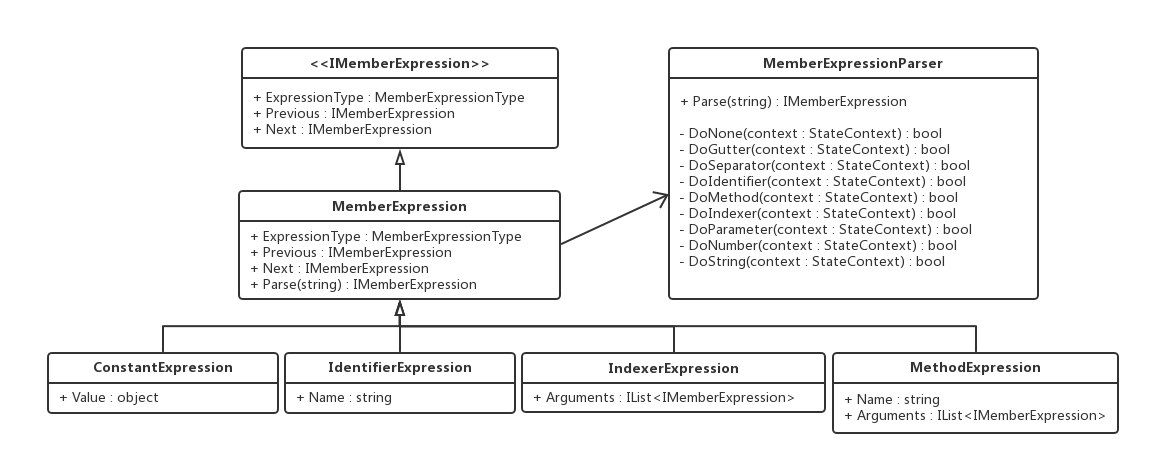 <<IMemberExpression>>
+ ExpressionType : MemberExpressionType
+ Previous : IMemberExpression
+ Next : IMemberExpression
MemberExpressionParser
+ Parse(string) : IMemberExpression
- DoNone(context : StateContext) : bool
- DoGutter(context : StateContext) : bool
- DoSeparator(context : StateContext) : bool
- DoIdentifier(context : StateContext) : bool
- DoMethod(context : StateContext) : bool
- DoIndexer(context : StateContext) : bool
- DoParameter(context : StateContext) : bool
- DoNumber(context : StateContext) : bool
- DoString(context : StateContext) : bool
MemberExpression
+ ExpressionType : MemberExpressionType
+ Previous : IMemberExpression
+ Next : IMemberExpression
+ Parse(string) : IMemberExpression
ConstantExpression
+ Value : object
IdentifierExpression
+ Name : string
IndexerExpression
+ Arguments : IList<IMemberExpression>
MethodExpression
+ Name : string
+ Arguments : IList<IMemberExpression>